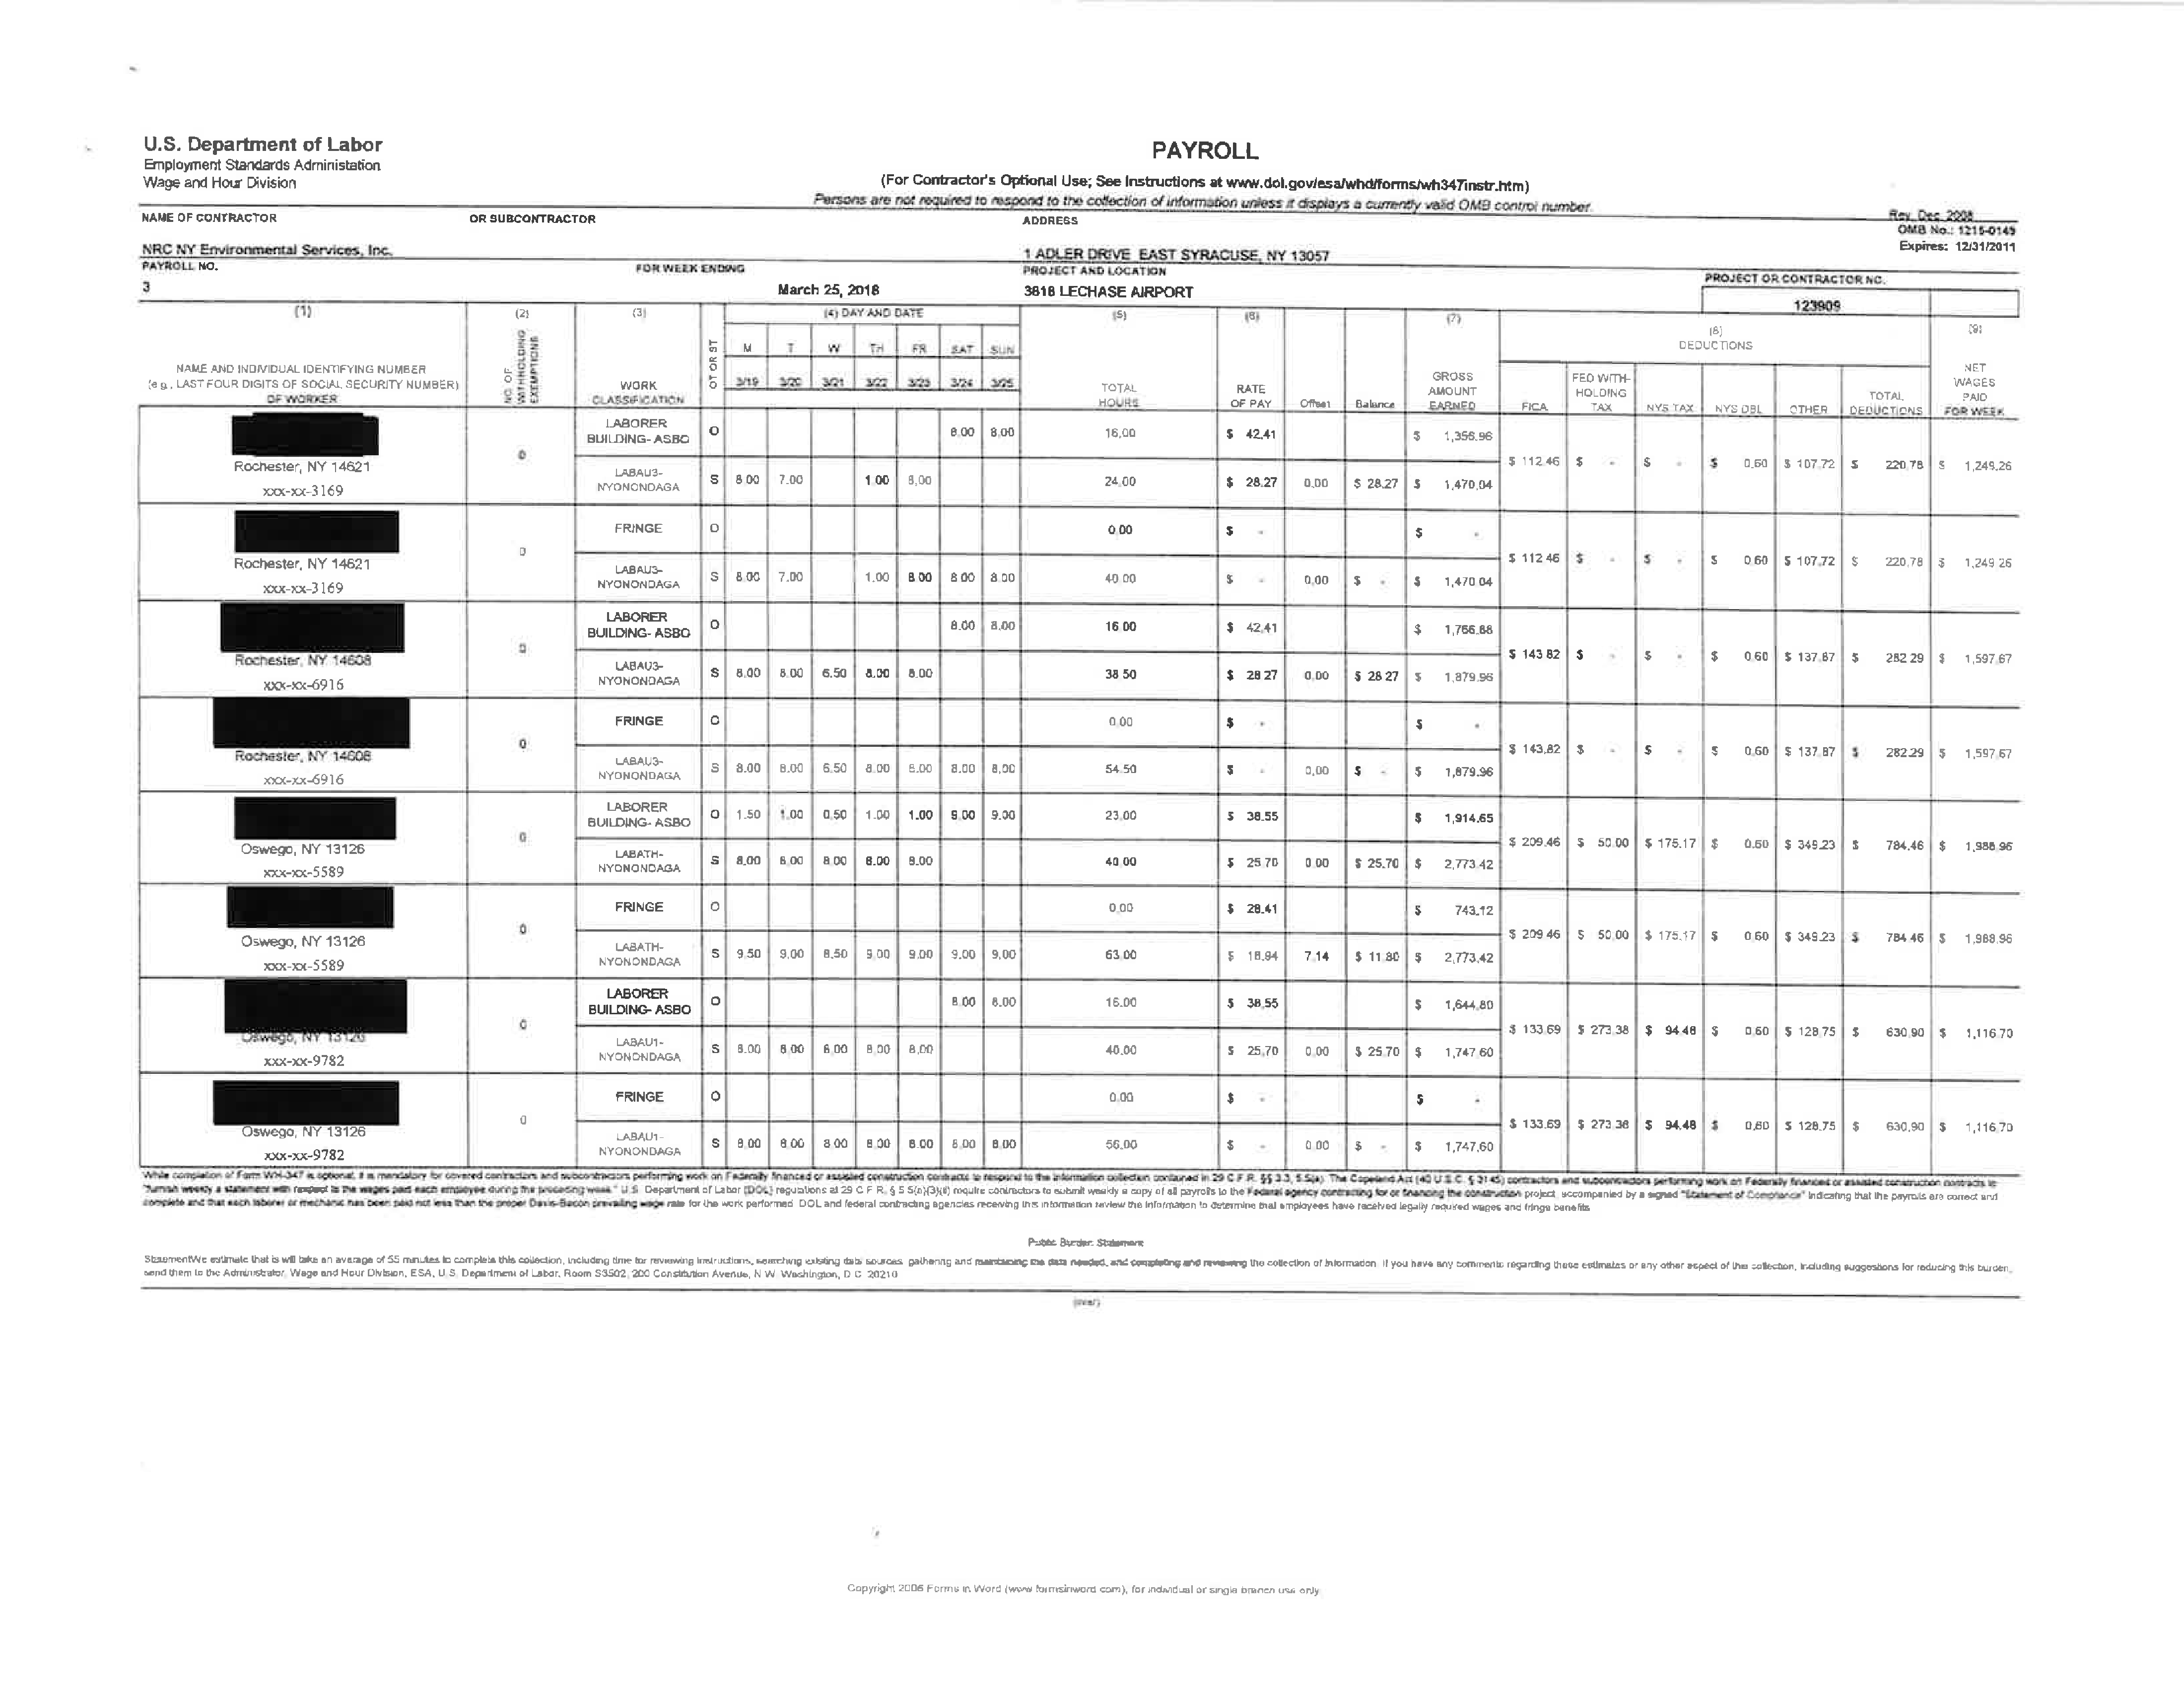 U.S. Department of Labor
Employment Standards Administation
Wage and Hour Division
PAYROLL
(For Contractor's Optional Use; See Instructions at www.dol.gov/esa/whd/forms/wh347instr.htm)
Persons are not required to respond to the collection of information unless it displays a currently valid OMB control number.
Rev. Dec. 2008
OMB No.: 1215-0149
Expires: 12/31/2011
NAME OF CONTRACTOR OR SUBCONTRACTOR ADDRESS
NRC NY Environmental Services, Inc. 1 ADLER DRIVE EAST SYRACUSE, NY 13057
PAYROLL NO. FOR WEEK ENDING PROJECT AND LOCATION PROJECT OR CONTRACTOR NO.
3 March 25, 2018 3818 LECHASE AIRPORT 123909
(1) (2) (3) (4) DAY AND DATE (5) (6) (7) (8) (9)
DEDUCTIONS
NAME AND INDIVIDUAL IDENTIFYING NUMBER
(e.g., LAST FOUR DIGITS OF SOCIAL SECURITY NUMBER)
OF WORKER
NO. OF WITHHOLDING EXEMPTIONS
WORK CLASSIFICATION
OT OR ST
M T W TH FR SAT SUN
3/19 3/20 3/21 3/22 3/23 3/24 3/25
TOTAL HOURS
RATE OF PAY
Offset Balance
GROSS AMOUNT EARNED
FICA
FED WITH-HOLDING TAX
NYS TAX NYS DBL OTHER
TOTAL DEDUCTIONS
NET WAGES PAID FOR WEEK
LABORER BUILDING- ASBO O 8.00 8.00 16.00 $ 42.41 $ 1,356.96
Rochester, NY 14621 0 $ 112.46 $ - $ - $ 0.60 $ 107.72 $ 220.78 $ 1,249.26
xxx-xx-3169 LABAU3-NYONONDAGA S 8.00 7.00 1.00 8.00 24.00 $ 28.27 0.00 $ 28.27 $ 1,470.04
FRINGE O 0.00 $ - $ -
Rochester, NY 14621 0 $ 112.46 $ - $ - $ 0.60 $ 107.72 $ 220.78 $ 1,249.26
xxx-xx-3169 LABAU3-NYONONDAGA S 8.00 7.00 1.00 8.00 8.00 8.00 40.00 $ - 0.00 $ - $ 1,470.04
LABORER BUILDING- ASBO O 8.00 8.00 16.00 $ 42.41 $ 1,766.88
Rochester, NY 14608 0 $ 143.82 $ - $ - $ 0.60 $ 137.87 $ 282.29 $ 1,597.67
xxx-xx-6916 LABAU3-NYONONDAGA S 8.00 8.00 6.50 8.00 8.00 38.50 $ 28.27 0.00 $ 28.27 $ 1,879.96
FRINGE O 0.00 $ - $ -
Rochester, NY 14608 0 $ 143.82 $ - $ - $ 0.60 $ 137.87 $ 282.29 $ 1,597.67
xxx-xx-6916 LABAU3-NYONONDAGA S 8.00 8.00 6.50 8.00 8.00 8.00 8.00 54.50 $ - 0.00 $ - $ 1,879.96
LABORER BUILDING- ASBO O 1.50 1.00 0.50 1.00 1.00 9.00 9.00 23.00 $ 38.55 $ 1,914.65
Oswego, NY 13126 0 $ 209.46 $ 50.00 $ 175.17 $ 0.60 $ 349.23 $ 784.46 $ 1,988.96
xxx-xx-5589 LABATH-NYONONDAGA S 8.00 8.00 8.00 8.00 8.00 40.00 $ 25.70 0.00 $ 25.70 $ 2,773.42
FRINGE O 0.00 $ 28.41 $ 743.12
Oswego, NY 13126 0 $ 209.46 $ 50.00 $ 175.17 $ 0.60 $ 349.23 $ 784.46 $ 1,988.96
xxx-xx-5589 LABATH-NYONONDAGA S 9.50 9.00 8.50 9.00 9.00 9.00 9.00 63.00 $ 18.94 7.14 $ 11.80 $ 2,773.42
LABORER BUILDING- ASBO O 8.00 8.00 16.00 $ 38.55 $ 1,644.80
Oswego, NY 13126 0 $ 133.69 $ 273.38 $ 94.48 $ 0.60 $ 128.75 $ 630.90 $ 1,116.70
xxx-xx-9782 LABAU1-NYONONDAGA S 8.00 8.00 8.00 8.00 8.00 40.00 $ 25.70 0.00 $ 25.70 $ 1,747.60
FRINGE O 0.00 $ - $ -
Oswego, NY 13126 0 $ 133.69 $ 273.38 $ 94.48 $ 0.60 $ 128.75 $ 630.90 $ 1,116.70
xxx-xx-9782 LABAU1-NYONONDAGA S 8.00 8.00 8.00 8.00 8.00 8.00 8.00 56.00 $ - 0.00 $ - $ 1,747.60
While completion of Form WH-347 is optional, it is mandatory for covered contractors and subcontractors performing work on Federally financed or assisted construction contracts to respond to the information collection contained in 29 C.F.R. §§ 3.3, 5.5(a). The Copeland Act (40 U.S.C. § 3145) contractors and subcontractors performing work on Federally financed or assisted construction contracts to
"furnish weekly a statement with respect to the wages paid each employee during the preceding week." U.S. Department of Labor (DOL) regulations at 29 C.F.R. § 5.5(a)(3)(ii) require contractors to submit weekly a copy of all payrolls to the Federal agency contracting for or financing the construction project, accompanied by a signed "Statement of Compliance" indicating that the payrolls are correct and
complete and that each laborer or mechanic has been paid not less than the proper Davis-Bacon prevailing wage rate for the work performed. DOL and federal contracting agencies receiving this information review the information to determine that employees have received legally required wages and fringe benefits.
Public Burden Statement
We estimate that is will take an average of 55 minutes to complete this collection, including time for reviewing instructions, searching existing data sources, gathering and maintaining the data needed, and completing and reviewing the collection of information. If you have any comments regarding these estimates or any other aspect of this collection, including suggestions for reducing this burden,
send them to the Administrator, Wage and Hour Division, ESA, U.S. Department of Labor, Room S3502, 200 Constitution Avenue, N.W. Washington, D.C. 20210
(over)
Copyright 2006 Forms in Word (www.formsinword.com), for individual or single branch use only.